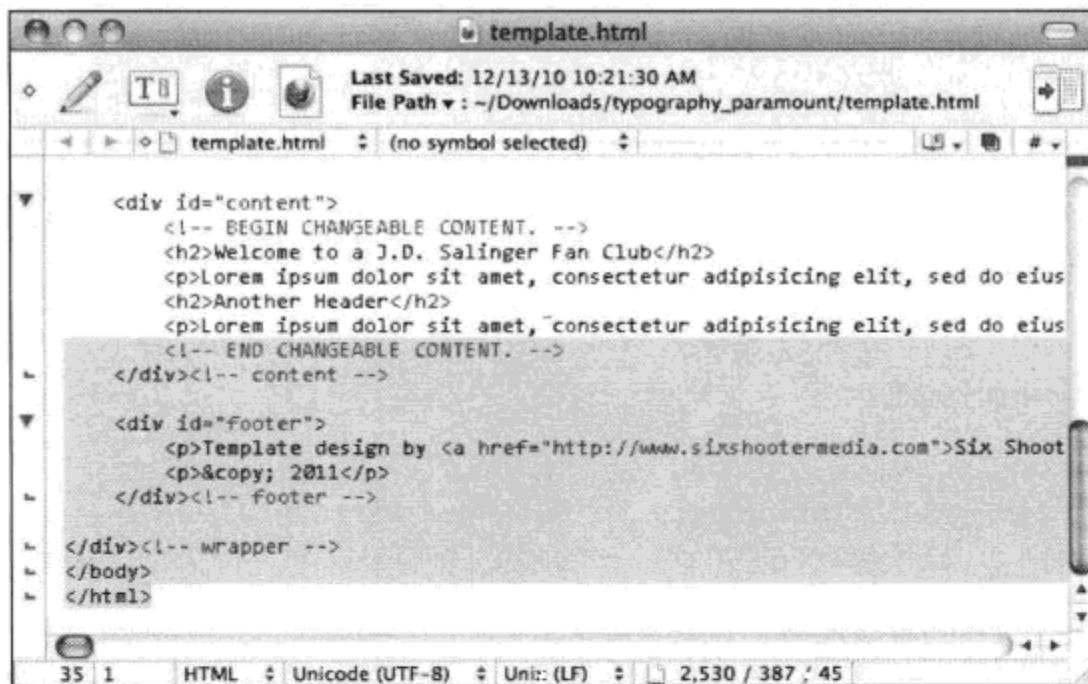 template.html
Last Saved: 12/13/10 10:21:30 AM
File Path ▾ : ~/Downloads/typography_paramount/template.html
template.html (no symbol selected) #
<div id="content">
<!-- BEGIN CHANGEABLE CONTENT. -->
<h2>Welcome to a J.D. Salinger Fan Club</h2>
<p>Lorem ipsum dolor sit amet, consectetur adipisicing elit, sed do eius
<h2>Another Header</h2>
<p>Lorem ipsum dolor sit amet, consectetur adipisicing elit, sed do eius
<!-- END CHANGEABLE CONTENT. -->
</div><!-- content -->
<div id="footer">
<p>Template design by <a href="http://www.sixshootermedia.com">Six Shoot
<p>&copy; 2011</p>
</div><!-- footer -->
</div><!-- wrapper -->
</body>
</html>
35 1 HTML Unicode (UTF-8) (LF) 2,530 / 387 / 45